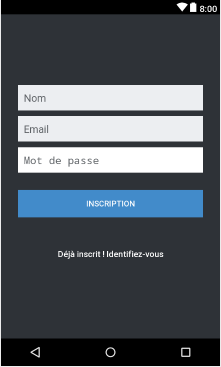 8:00
Nom
Email
Mot de passe
INSCRIPTION
Déjà inscrit ! Identifiez-vous